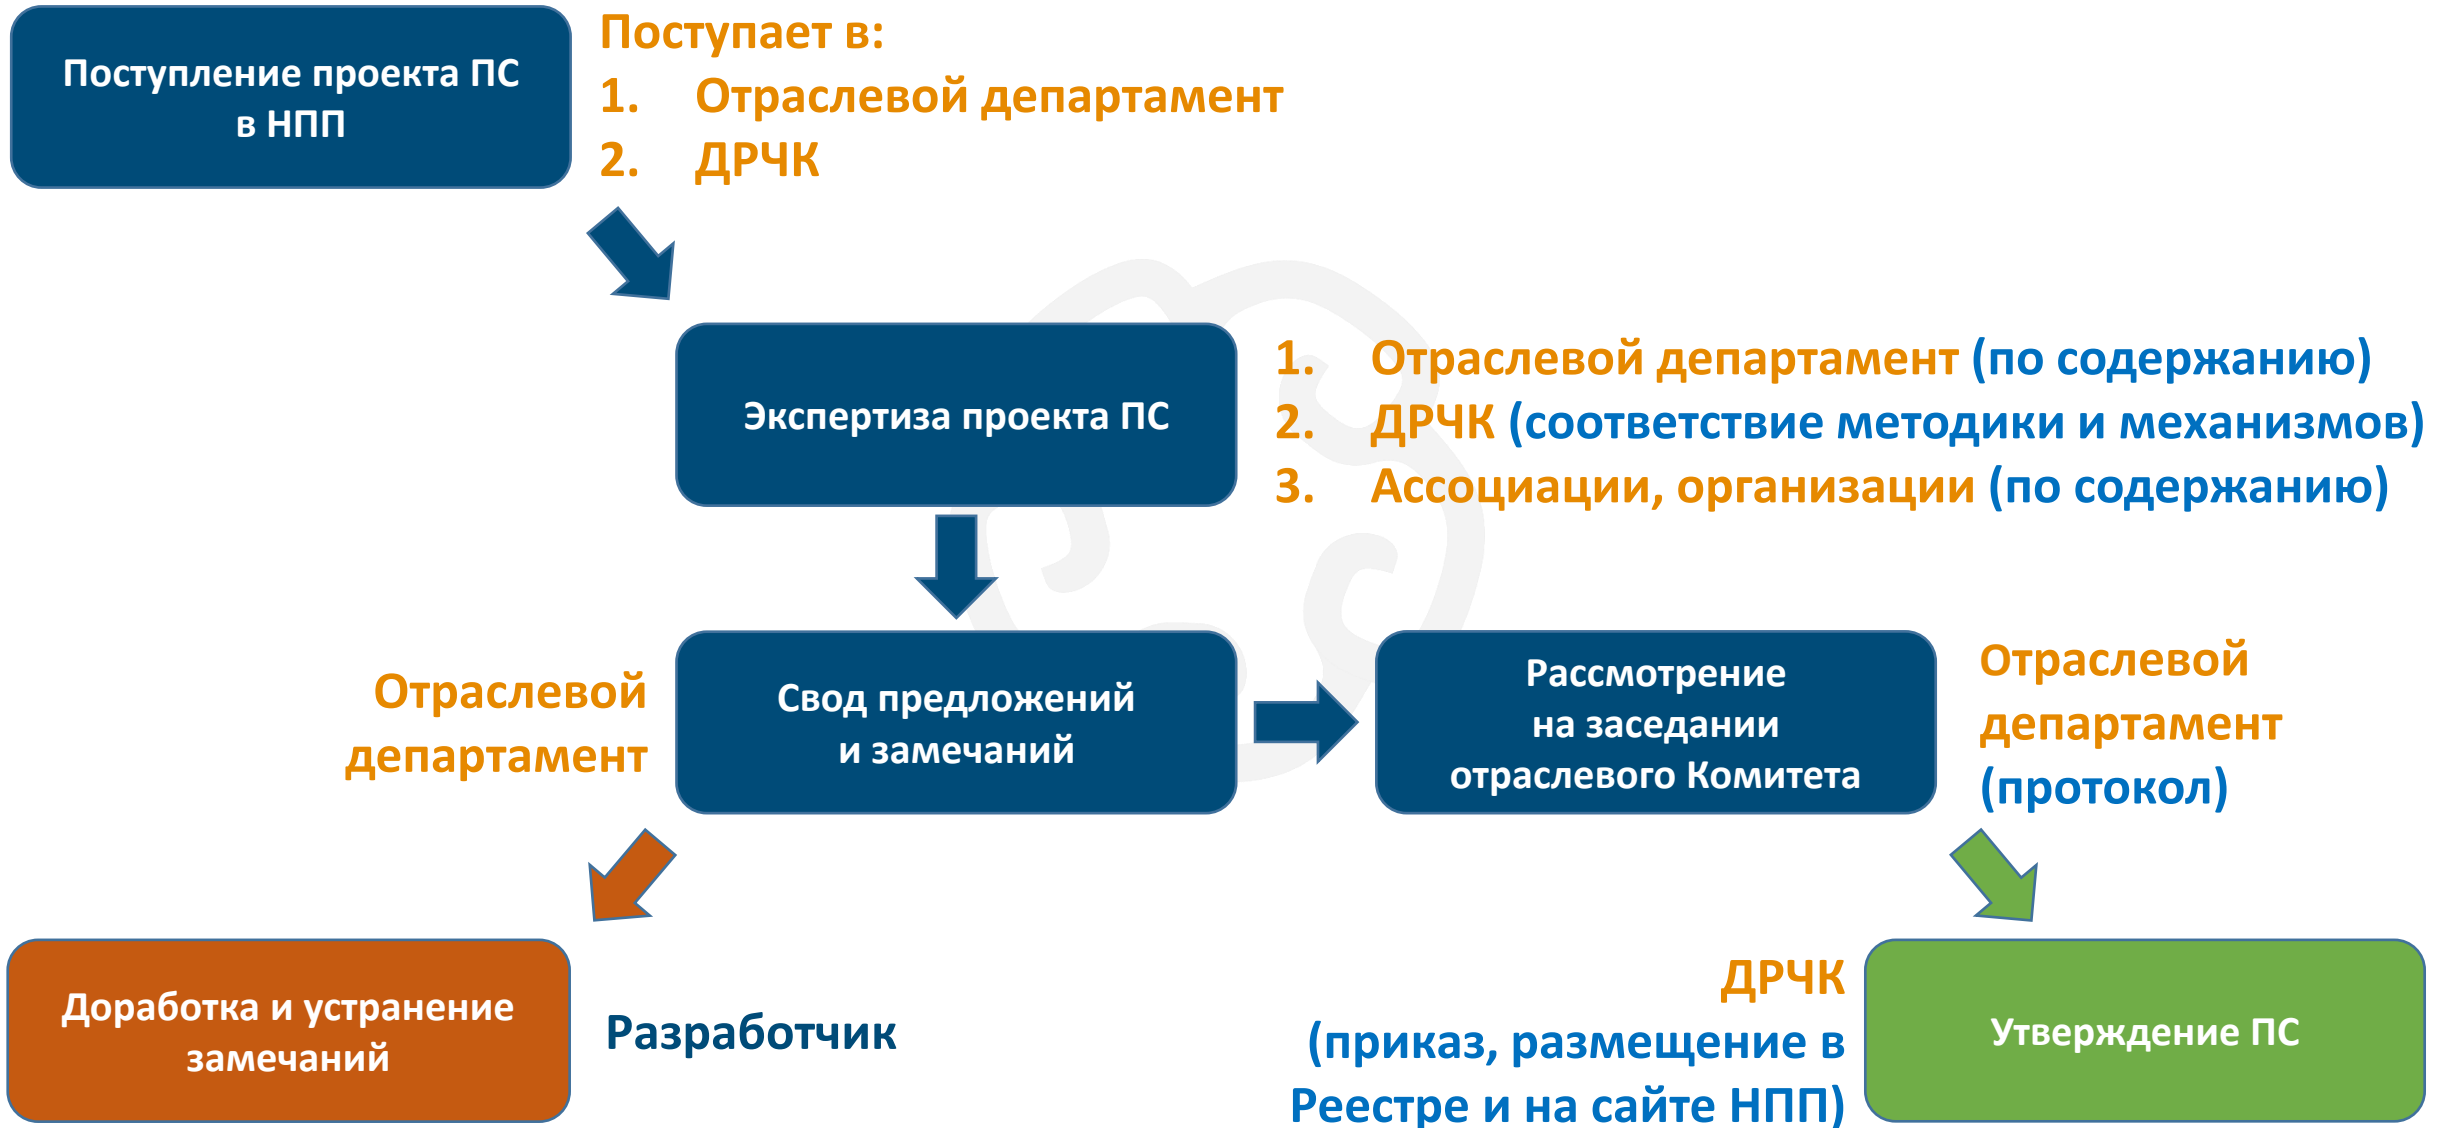 Поступление проекта ПС
в НПП
Поступает в:
1. Отраслевой департамент
2. ДРЧК
Экспертиза проекта ПС
1. Отраслевой департамент (по содержанию)
2. ДРЧК (соответствие методики и механизмов)
3. Ассоциации, организации (по содержанию)
Отраслевой
департамент
Свод предложений
и замечаний
Рассмотрение
на заседании
отраслевого Комитета
Отраслевой
департамент
(протокол)
Доработка и устранение
замечаний
Разработчик
ДРЧК
(приказ, размещение в
Реестре и на сайте НПП)
Утверждение ПС